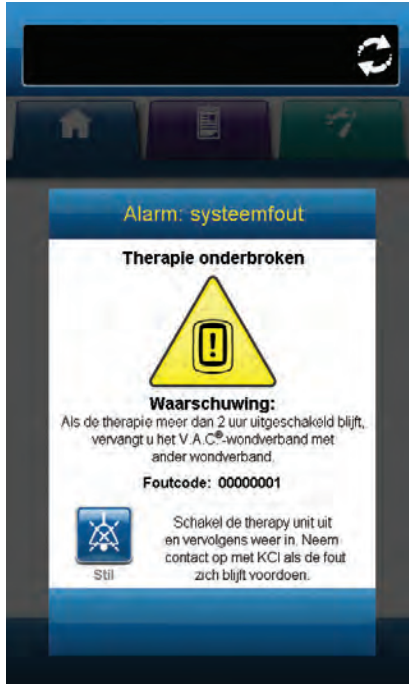 Alarm: systeemfout
Therapie onderbroken
Waarschuwing:
Als de therapie meer dan 2 uur uitgeschakeld blijft,
vervangt u het V.A.C.®-wondverband met
ander wondverband.
Foutcode: 00000001
Schakel de therapy unit uit
en vervolgens weer in. Neem
contact op met KCI als de fout
zich blijft voordoen.
Stil